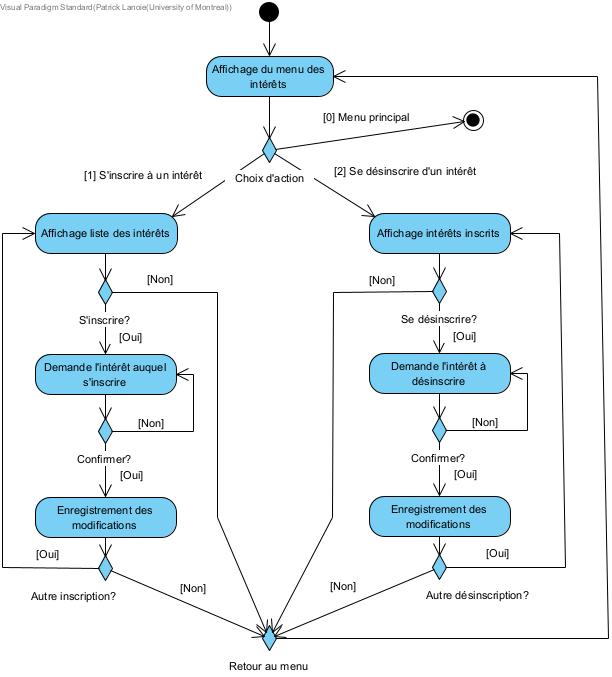 Visual Paradigm Standard(Patrick Lanoie(University of Montreal))
Affichage du menu des
intérêts
[0] Menu principal
Choix d'action
[1] S'inscrire à un intérêt
[2] Se désinscrire d'un intérêt
Affichage liste des intérêts
Affichage intérêts inscrits
[Non]
[Non]
S'inscrire?
Se désinscrire?
[Oui]
[Oui]
Demande l'intérêt auquel
s'inscrire
Demande l'intérêt à
désinscrire
[Non]
[Non]
Confirmer?
Confirmer?
[Oui]
[Oui]
Enregistrement des
modifications
Enregistrement des
modifications
[Oui]
[Oui]
Autre inscription?
[Non]
[Non]
Autre désinscription?
Retour au menu